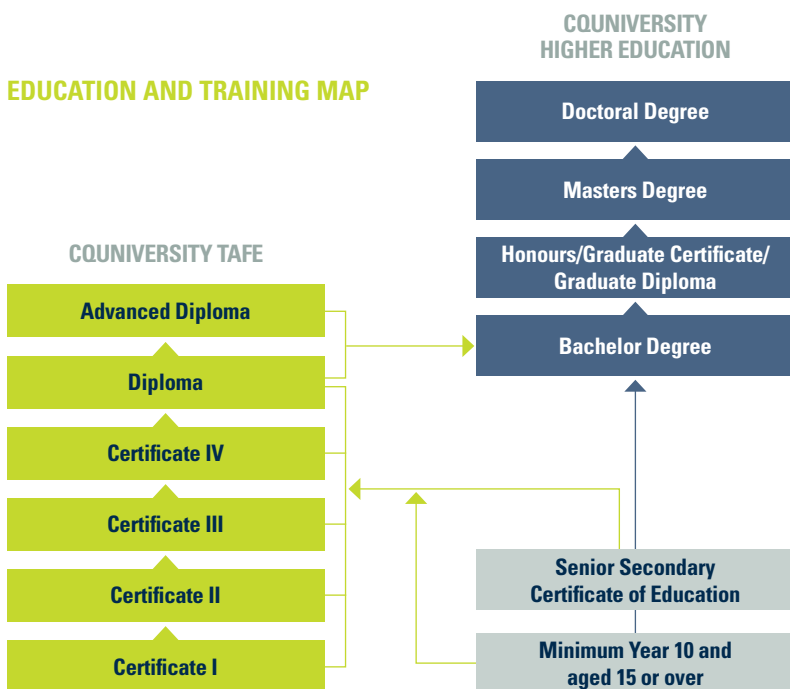 EDUCATION AND TRAINING MAP
CQUNIVERSITY TAFE
Advanced Diploma
Diploma
Certificate IV
Certificate III
Certificate II
Certificate I
CQUNIVERSITY
HIGHER EDUCATION
Doctoral Degree
Masters Degree
Honours/Graduate Certificate/
Graduate Diploma
Bachelor Degree
Senior Secondary
Certificate of Education
Minimum Year 10 and
aged 15 or over